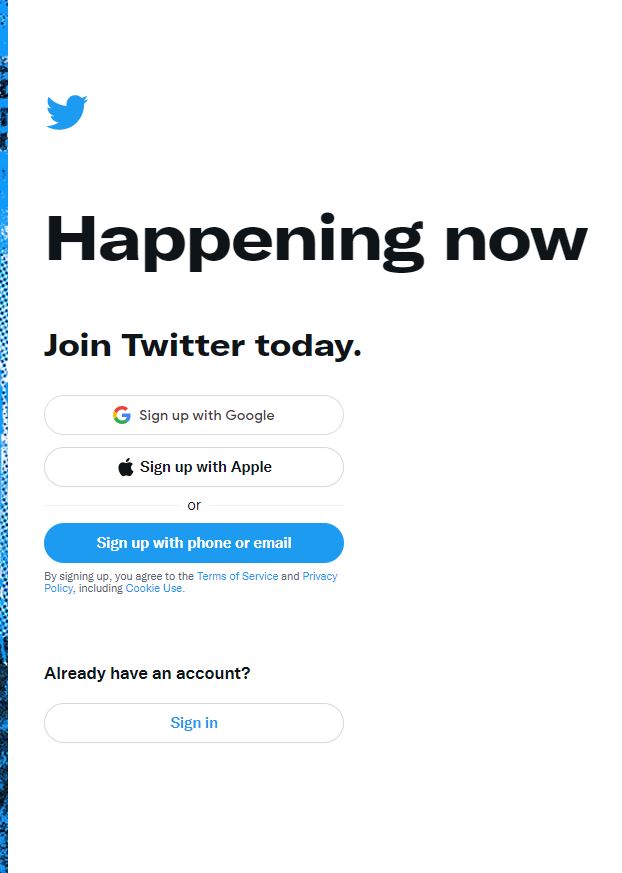 Happening now
Join Twitter today.
Sign up with Google
Sign up with Apple
or
Sign up with phone or email
By signing up, you agree to the Terms of Service and Privacy
Policy, including Cookie Use.
Already have an account?
Sign in